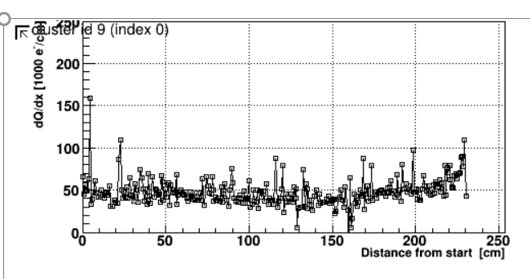 cluster id 9 (index 0)
dQ/dx [1000 e⁻/cm]
250
200
150
100
50
0
0 50 100 150 200 250
Distance from start [cm]